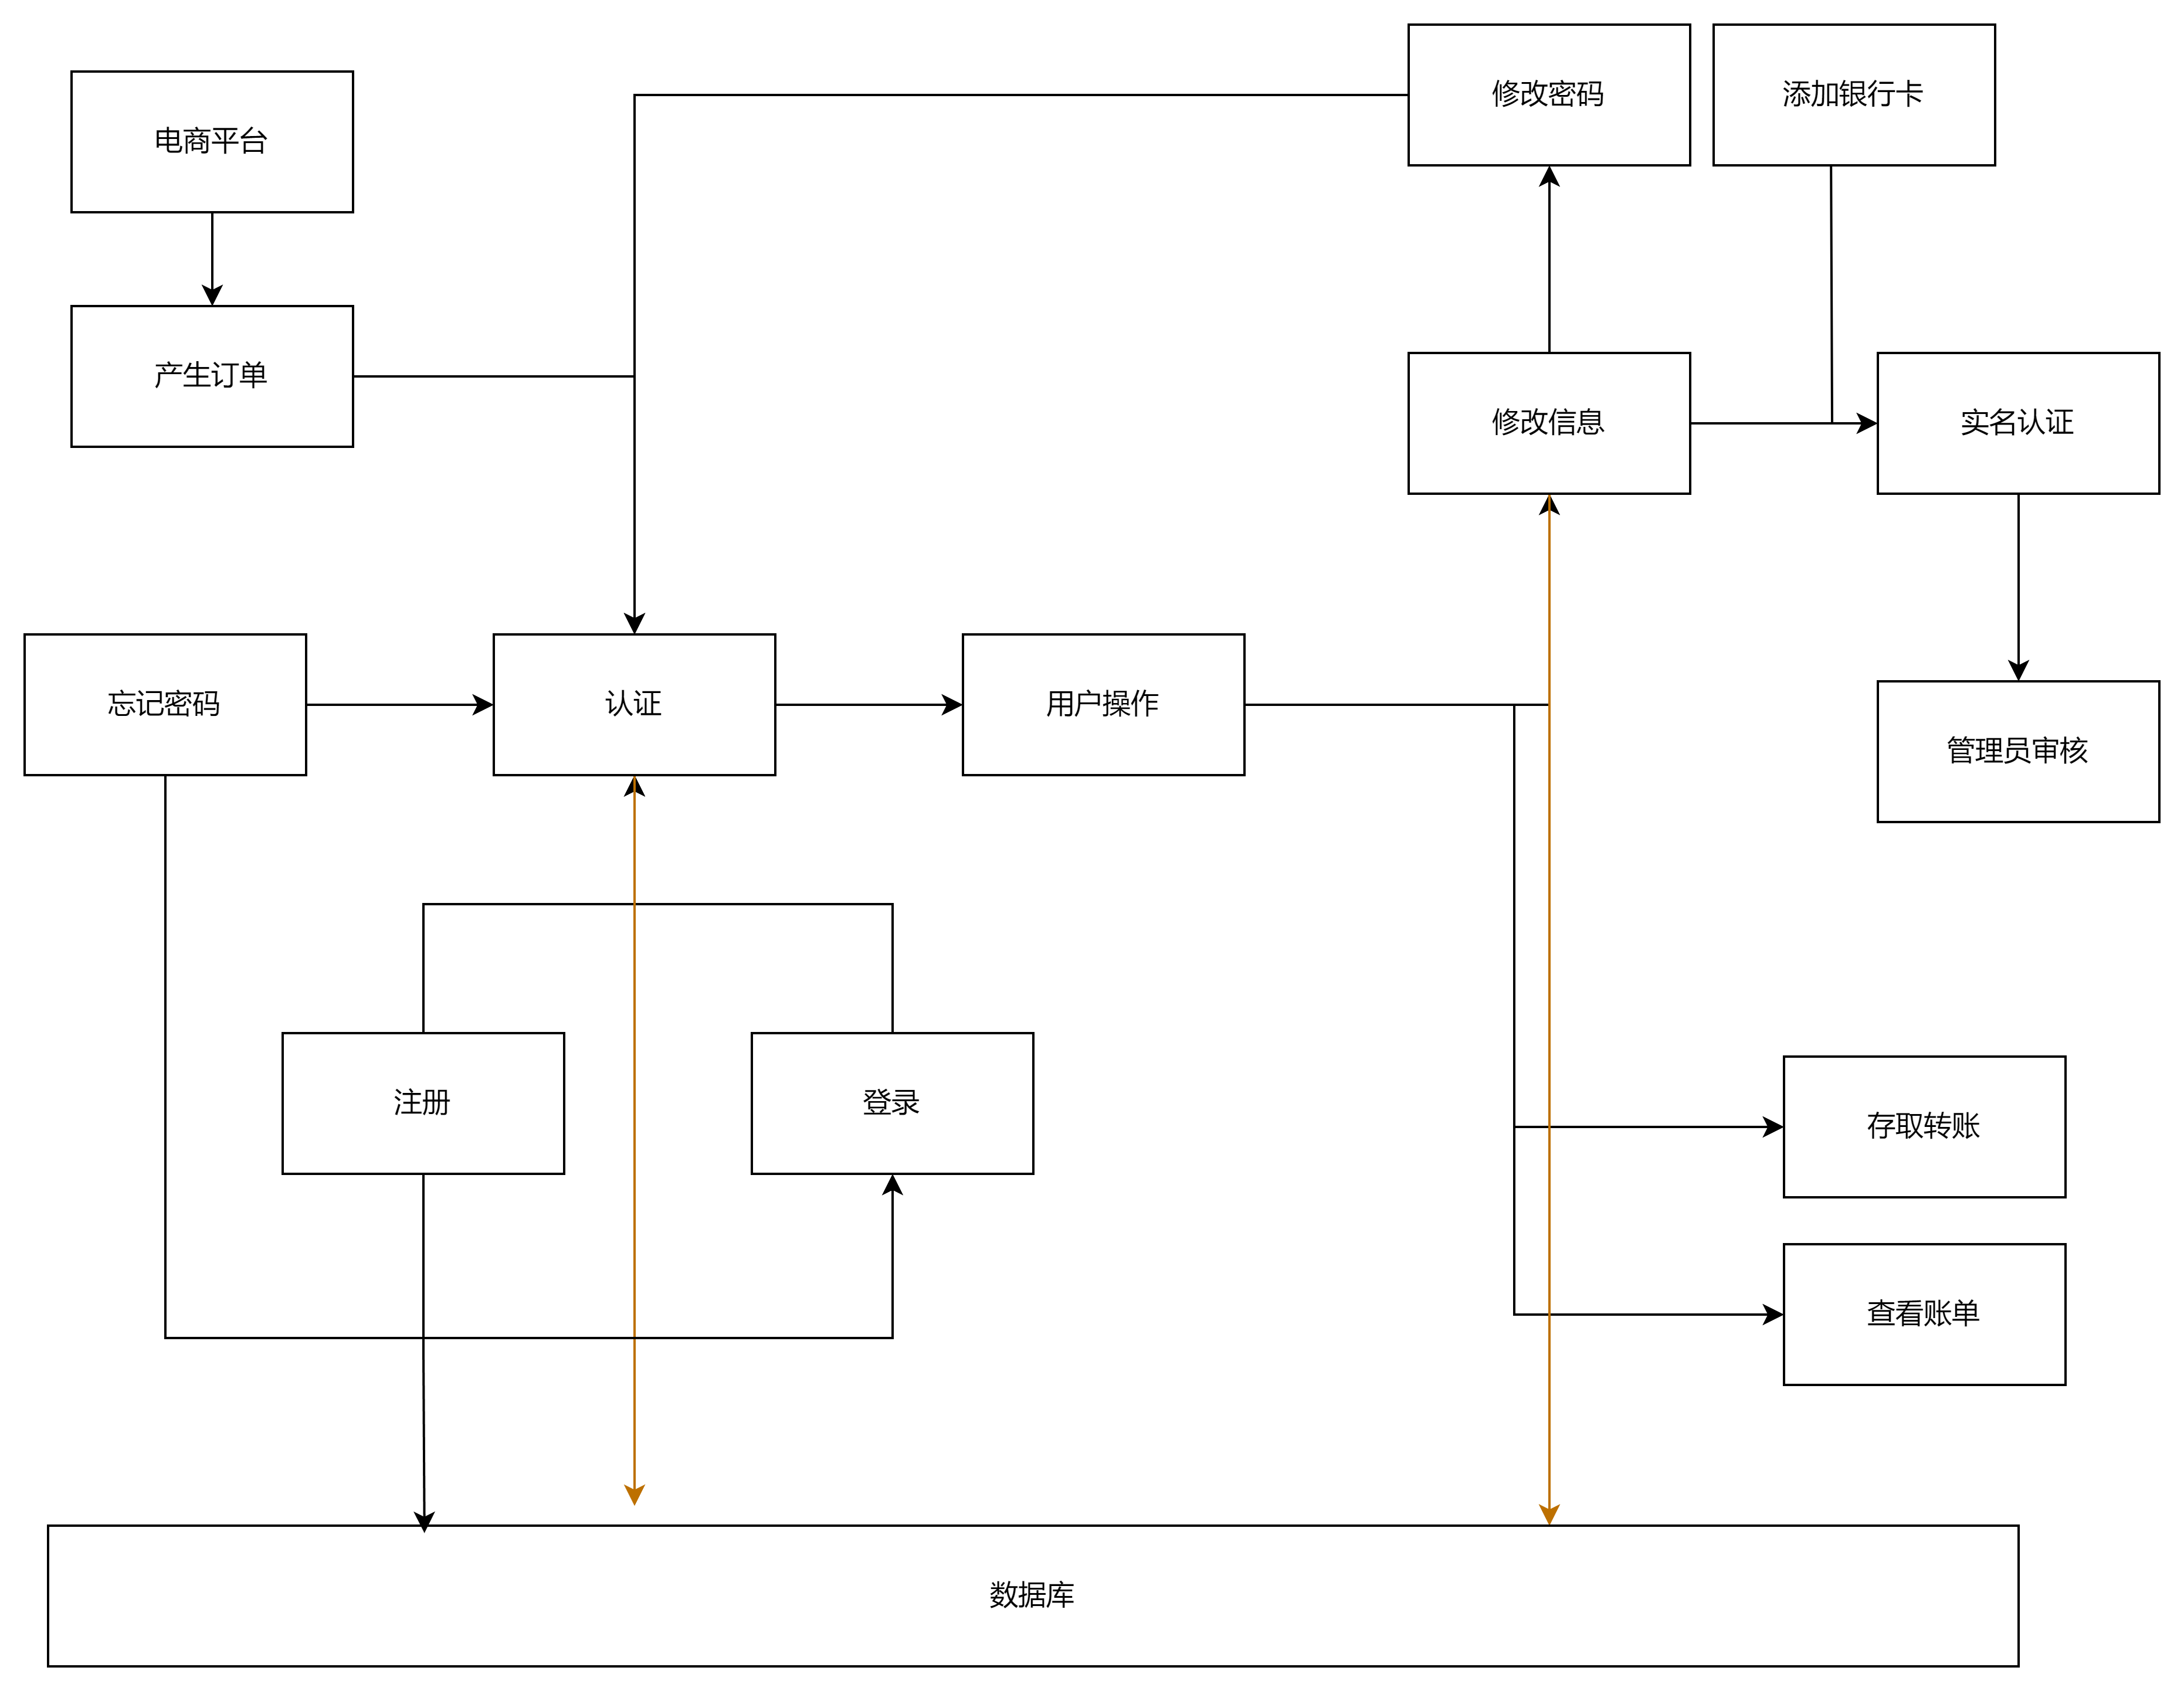 修改密码
添加银行卡
电商平台
产生订单
修改信息
实名认证
忘记密码
认证
用户操作
管理员审核
注册
登录
存取转账
查看账单
数据库